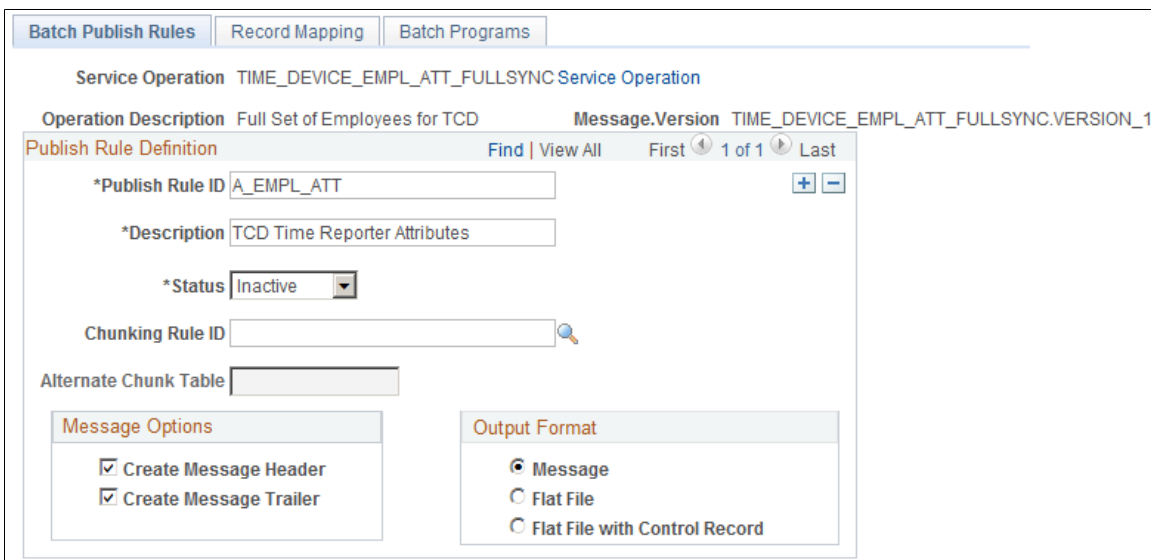 Batch Publish Rules Record Mapping Batch Programs
Service Operation TIME_DEVICE_EMPL_ATT_FULLSYNC Service Operation
Operation Description Full Set of Employees for TCD Message.Version TIME_DEVICE_EMPL_ATT_FULLSYNC.VERSION_1
Publish Rule Definition Find | View All First 1 of 1 Last
*Publish Rule ID A_EMPL_ATT
*Description TCD Time Reporter Attributes
*Status Inactive
Chunking Rule ID
Alternate Chunk Table
Message Options Output Format
Create Message Header Message
Create Message Trailer Flat File
Flat File with Control Record